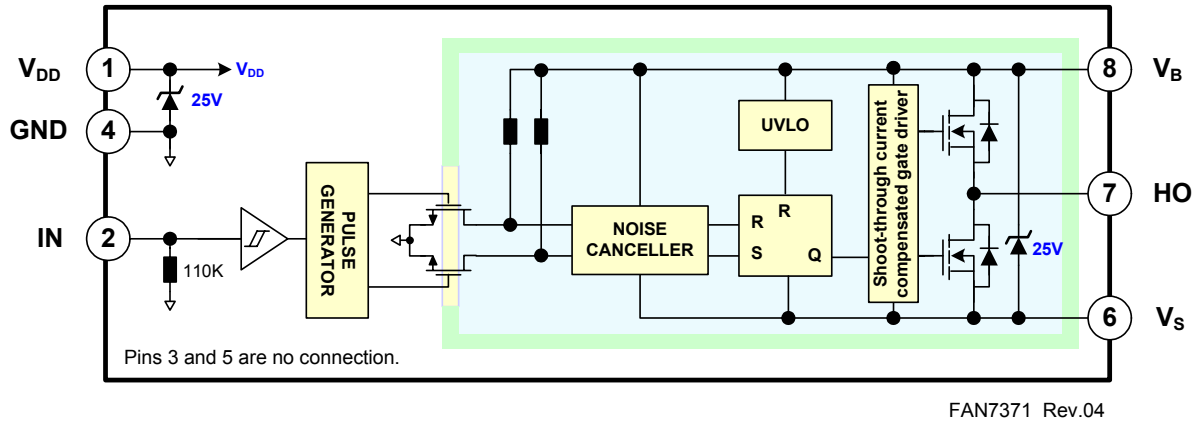 VDD 1 VDD 8 VB
25V
GND 4
UVLO
Shoot-through current
compensated gate driver
PULSE
GENERATOR
7 HO
R
NOISE R
CANCELLER S Q
IN 2
25V
110K
6 VS
Pins 3 and 5 are no connection.
FAN7371 Rev.04